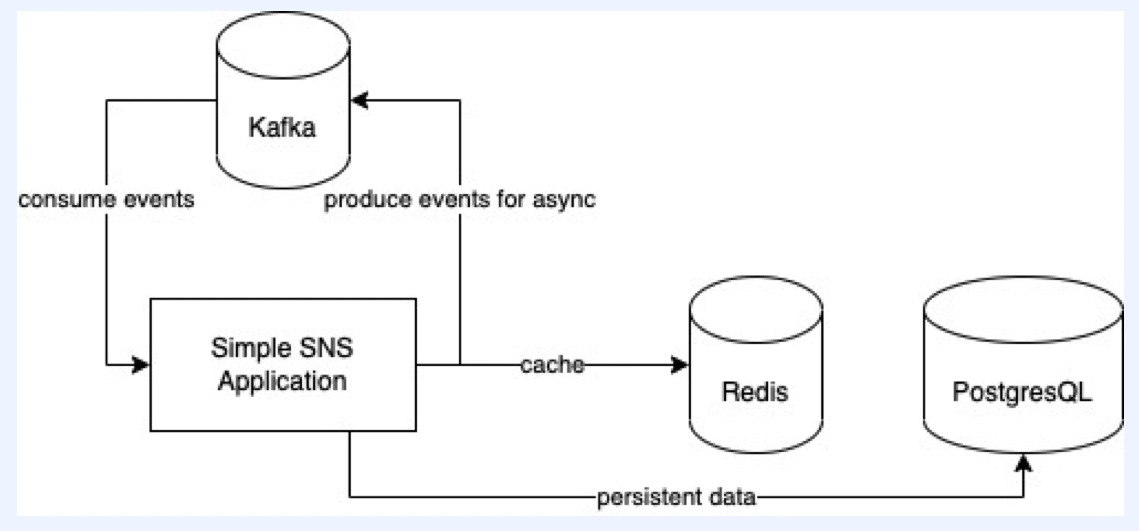 Kafka
consume events
produce events for async
Simple SNS
Application
cache
Redis
PostgresQL
persistent data